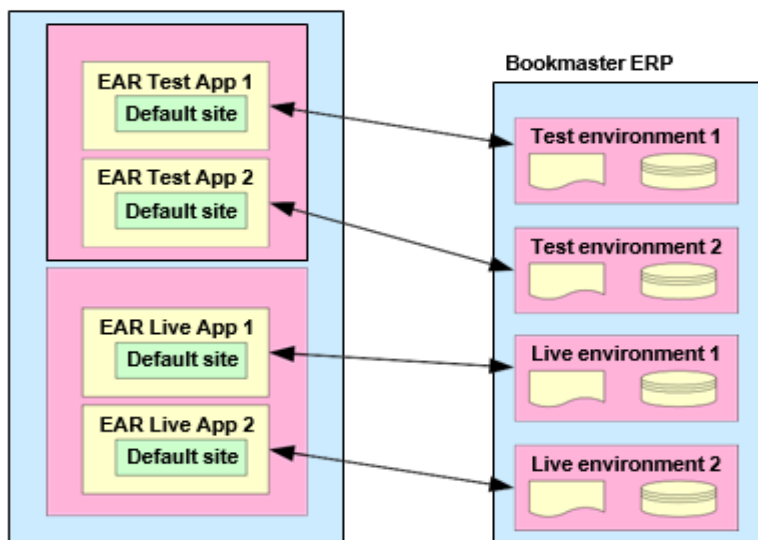 EAR Test App 1
Default site
EAR Test App 2
Default site
EAR Live App 1
Default site
EAR Live App 2
Default site
Bookmaster ERP
Test environment 1
Test environment 2
Live environment 1
Live environment 2